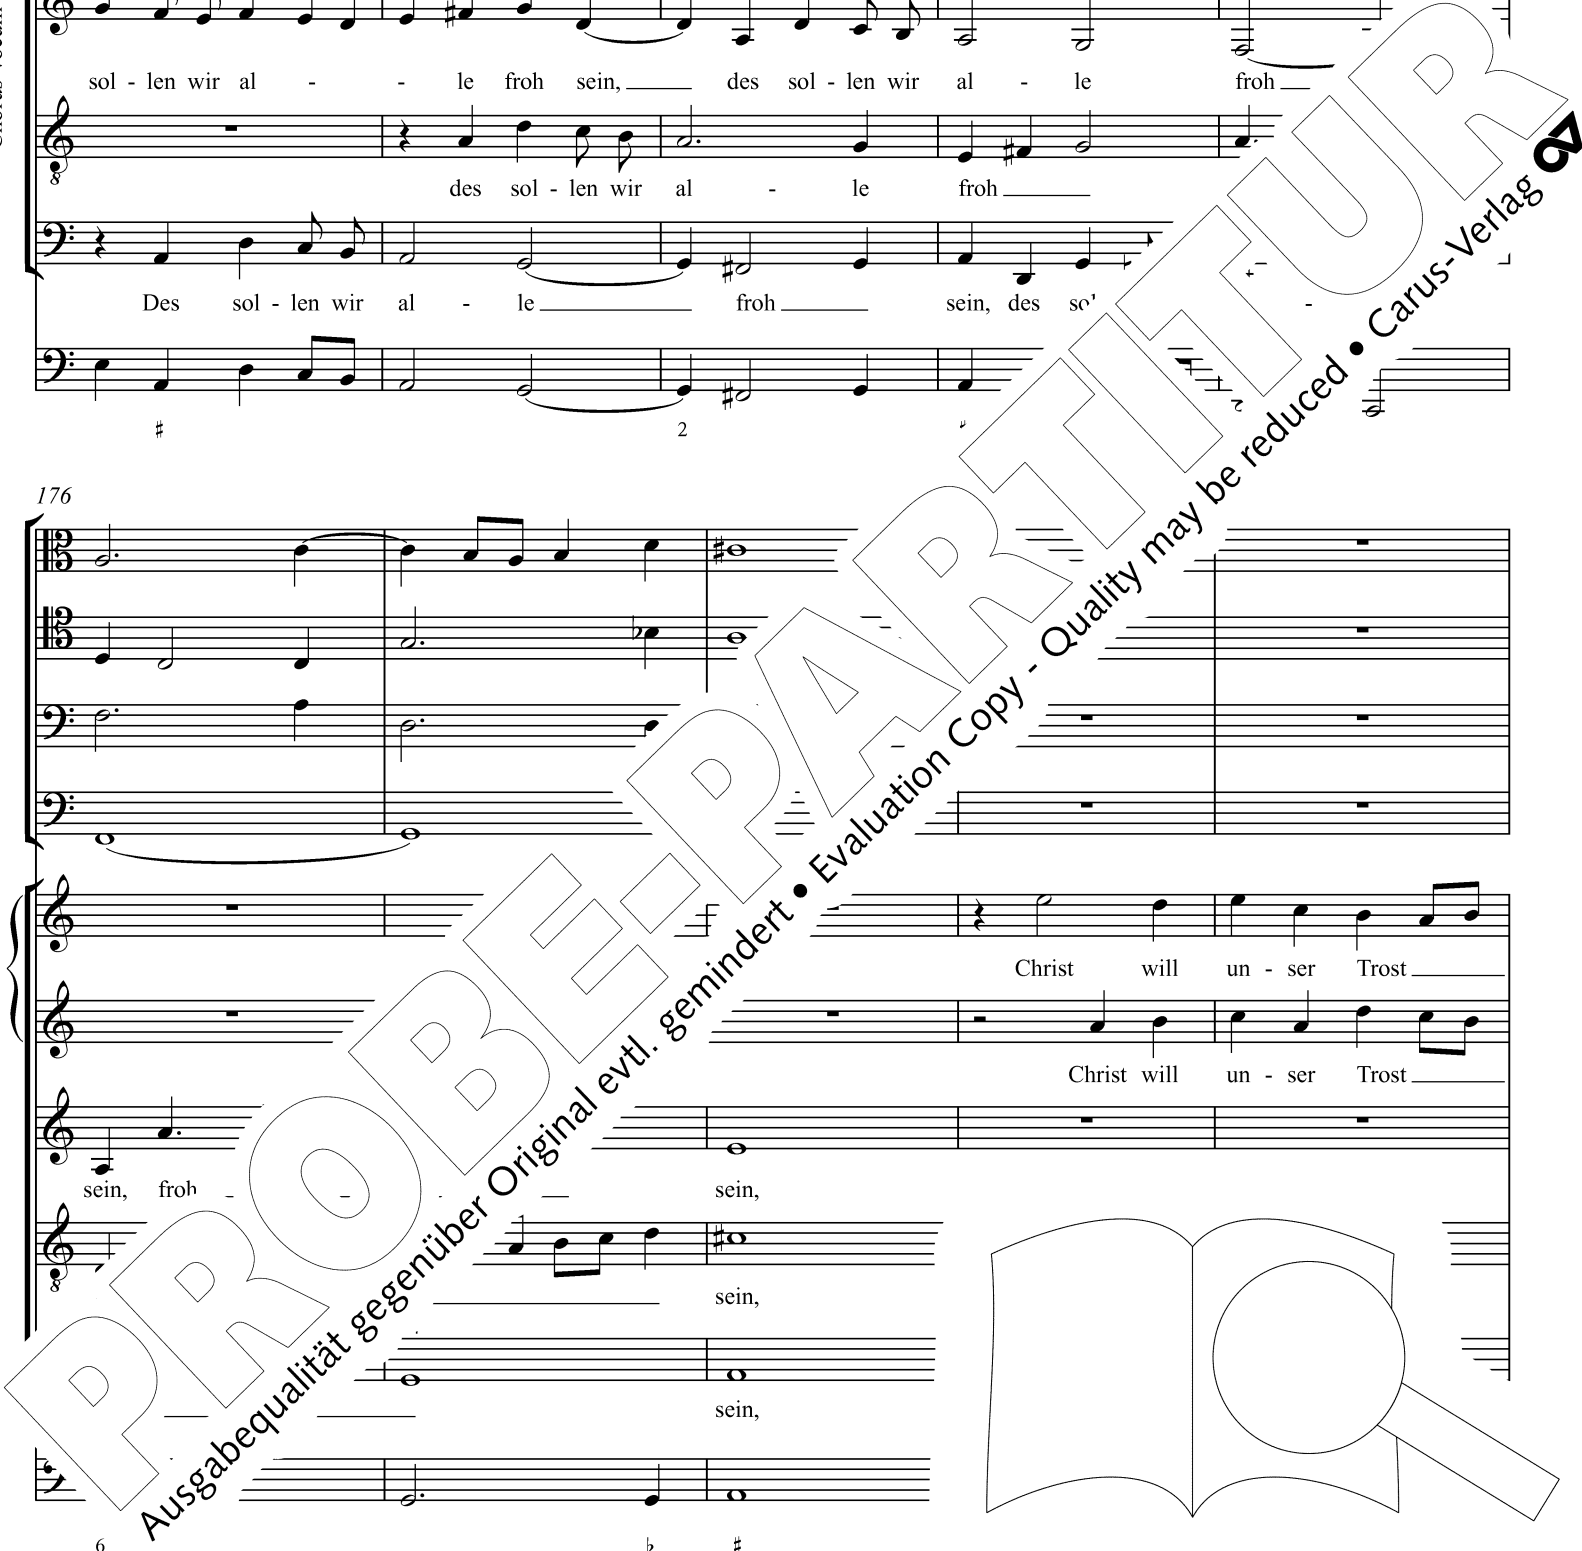 sol - len wir al - - le froh sein, des sol - len wir al - le froh
des sol - len wir al - le froh
Des sol - len wir al - le froh sein, des
2
176
Christ will un - ser Trost
Christ will un - ser Trost
sein, froh sein,
sein,
sein,
6
PROBE-PARTITUR
Ausgabequalität gegenüber Original evtl. gemindert • Evaluation Copy - Quality may be reduced • Carus-Verlag